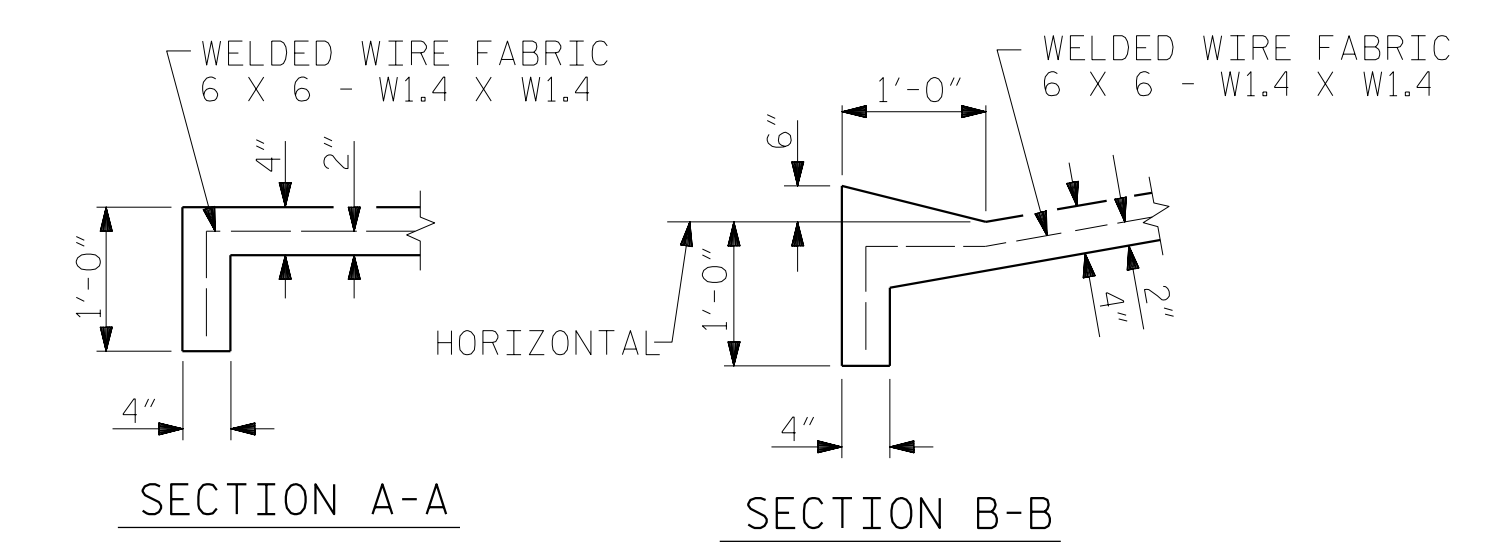 WELDED WIRE FABRIC
6 X 6 - W1.4 X W1.4
4"
2"
1'-0"
4"
SECTION A-A
WELDED WIRE FABRIC
6 X 6 - W1.4 X W1.4
1'-0"
6"
1'-0"
HORIZONTAL
4"
2"
4"
SECTION B-B